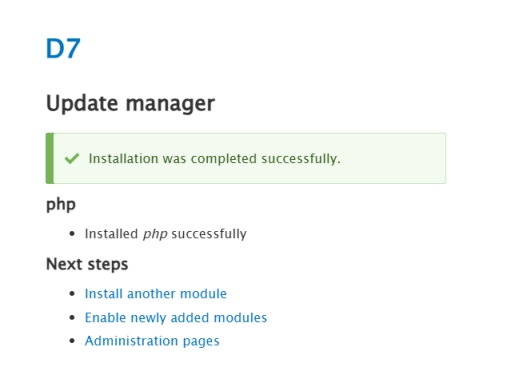 D7
Update manager
Installation was completed successfully.
php
Installed php successfully
Next steps
Install another module
Enable newly added modules
Administration pages